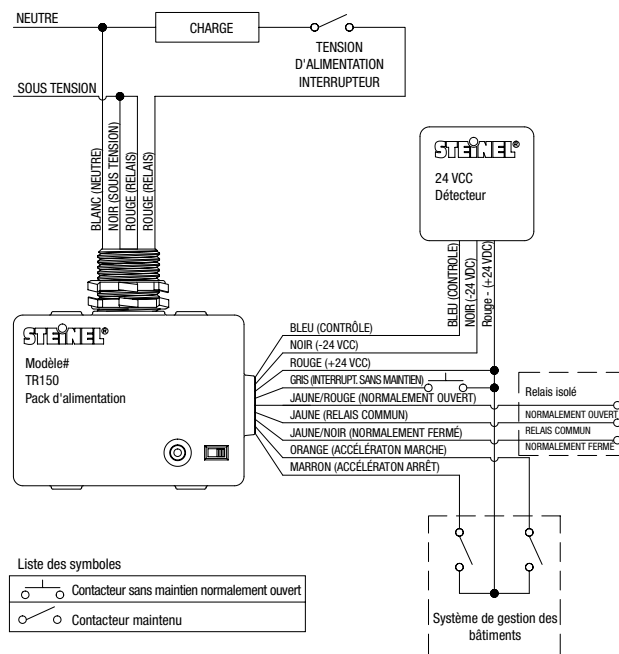 NEUTRE
CHARGE
TENSION
D'ALIMENTATION
INTERRUPTEUR
SOUS TENSION
BLANC (NEUTRE)
NOIR (SOUS TENSION)
ROUGE (RELAIS)
ROUGE (RELAIS)
STEINEL®
24 VCC
Détecteur
BLEU (CONTROLE)
NOIR (-24 VDC)
Rouge - (+24 VDC)
STEINEL®
Modèle#
TR150
Pack d'alimentation
BLEU (CONTRÔLE)
NOIR (-24 VCC)
ROUGE (+24 VCC)
GRIS (INTERRUPT. SANS MAINTIEN)
JAUNE/ROUGE (NORMALEMENT OUVERT)
JAUNE (RELAIS COMMUN)
JAUNE/NOIR (NORMALEMENT FERMÉ)
ORANGE (ACCÉLÉRATON MARCHE)
MARRON (ACCÉLÉRATON ARRÊT)
Relais isolé
NORMALEMENT OUVERT
RELAIS COMMUN
NORMALEMENT FERMÉ
Système de gestion des
bâtiments
Liste des symboles
Contacteur sans maintien normalement ouvert
Contacteur maintenu